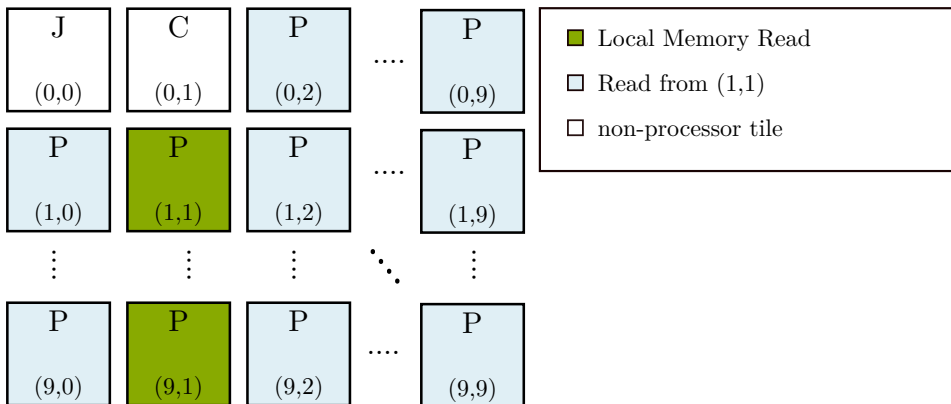 J C P .... P
(0,0) (0,1) (0,2) (0,9)
P P P .... P
(1,0) (1,1) (1,2) (1,9)
P P P .... P
(9,0) (9,1) (9,2) (9,9)
Local Memory Read
Read from (1,1)
non-processor tile